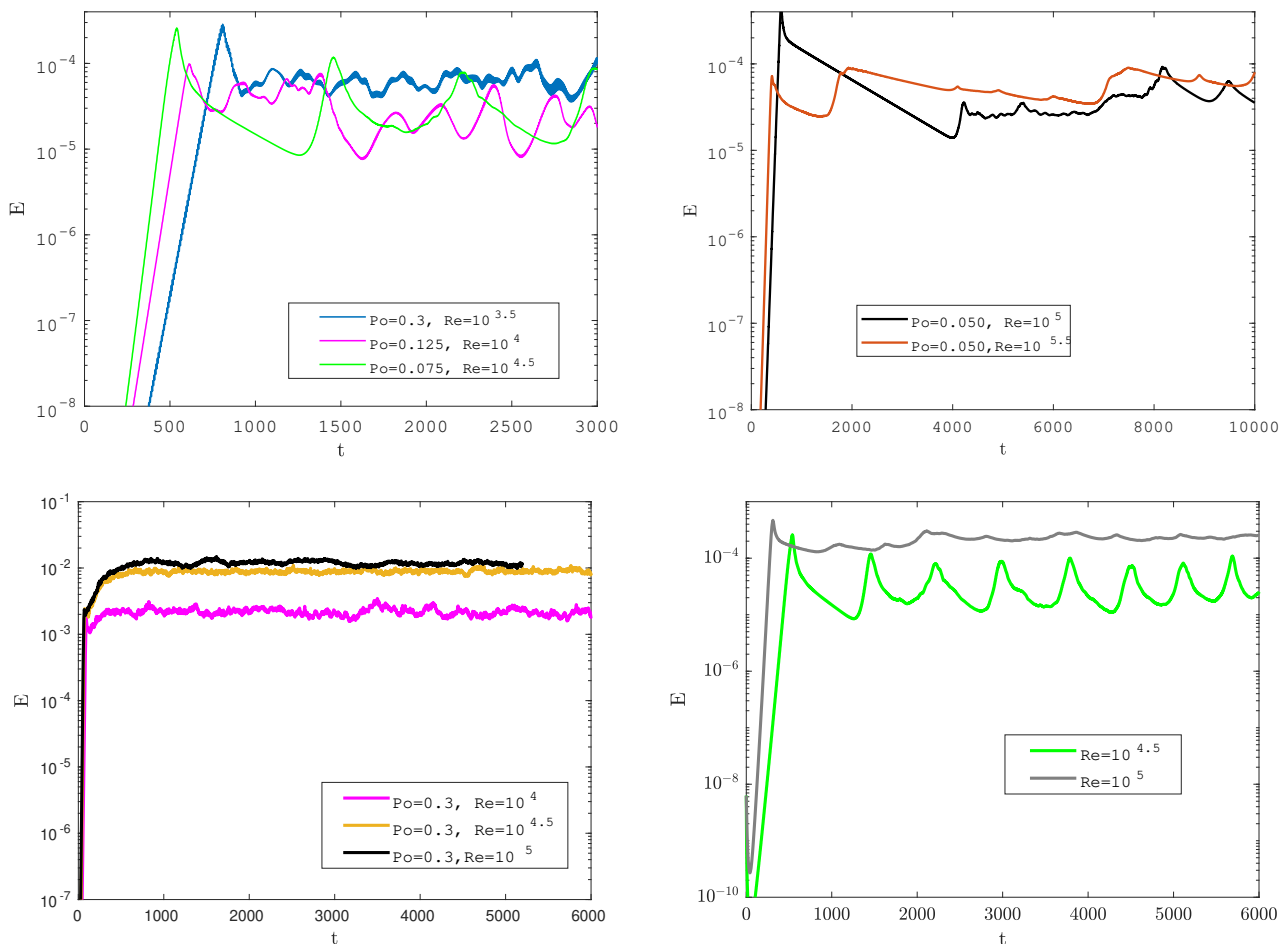 10^-4
10^-5
E
10^-6
10^-7
10^-8
Po=0.3, Re=10^3.5
Po=0.125, Re=10^4
Po=0.075, Re=10^4.5
0 500 1000 1500 2000 2500 3000
t
10^-4
10^-5
E
10^-6
10^-7
10^-8
Po=0.050, Re=10^5
Po=0.050,Re=10^5.5
0 2000 4000 6000 8000 10000
t
10^-1
10^-2
10^-3
10^-4
E
10^-5
10^-6
10^-7
Po=0.3, Re=10^4
Po=0.3, Re=10^4.5
Po=0.3,Re=10^5
0 1000 2000 3000 4000 5000 6000
t
10^-4
10^-6
E
10^-8
10^-10
Re=10^4.5
Re=10^5
0 1000 2000 3000 4000 5000 6000
t